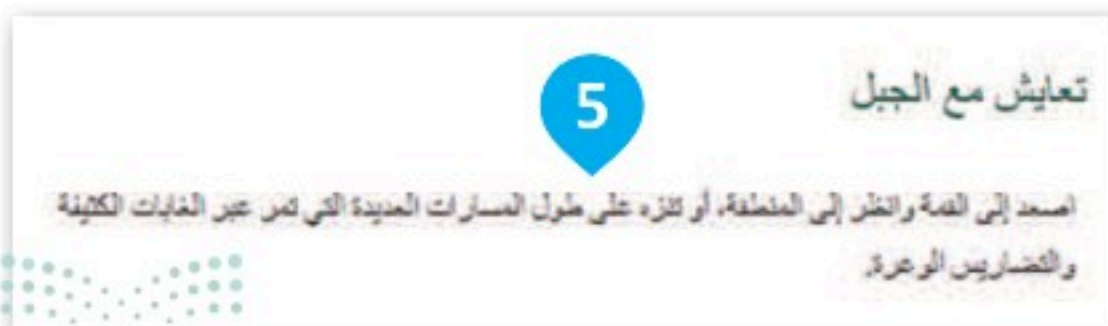 تعايش مع الجبل
5
اصعد إلى القمة وانظر إلى المنطقة، أو تنزه على طول المسارات العديدة التي تمر عبر الغابات الكثيفة
والتضاريس الوعرة.